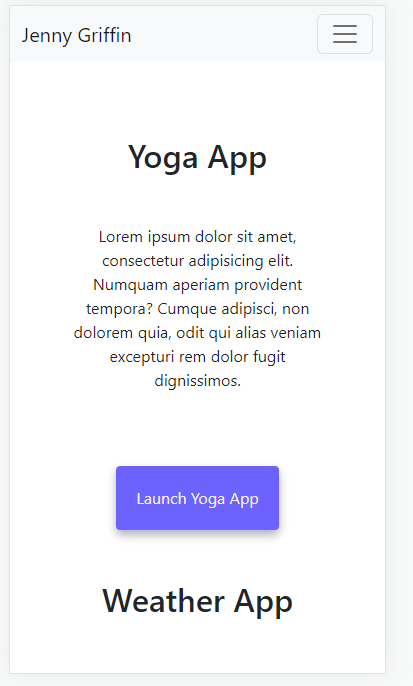 Jenny Griffin
Yoga App
Lorem ipsum dolor sit amet,
consectetur adipisicing elit.
Numquam aperiam provident
tempora? Cumque adipisci, non
dolorem quia, odit qui alias veniam
excepturi rem dolor fugit
dignissimos.
Launch Yoga App
Weather App